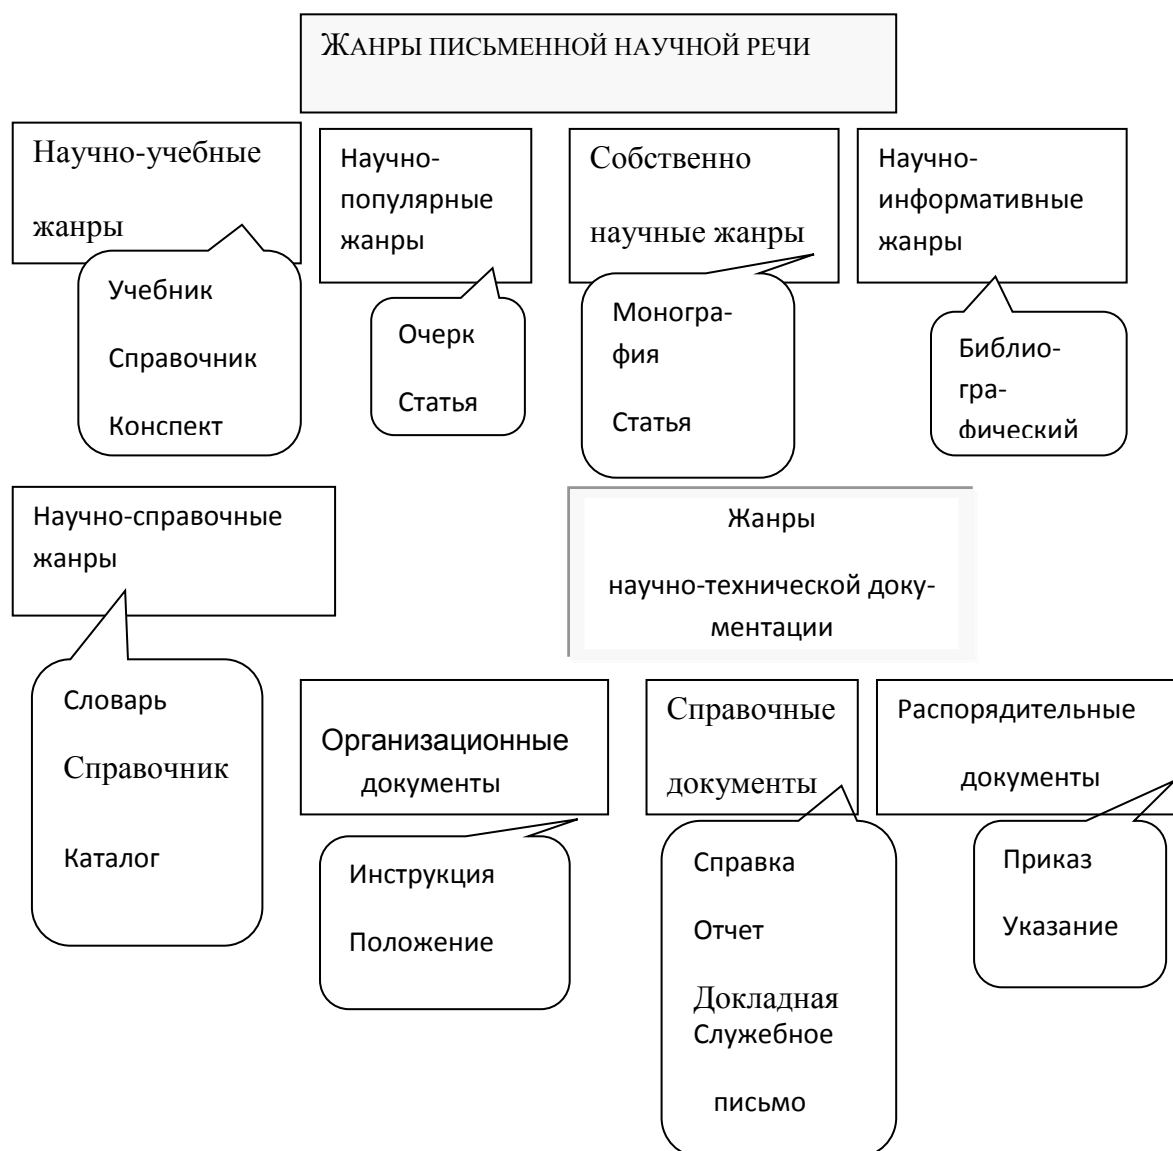 ЖАНРЫ ПИСЬМЕННОЙ НАУЧНОЙ РЕЧИ
Научно-учебные
жанры
Учебник
Справочник
Конспект
Научно-
популярные
жанры
Очерк
Статья
Собственно
научные жанры
Моногра-
фия
Статья
Научно-
информативные
жанры
Библио-
гра-
фический
Научно-справочные
жанры
Словарь
Справочник
Каталог
Жанры
научно-технической доку-
ментации
Организационные
документы
Инструкция
Положение
Справочные
документы
Справка
Отчет
Докладная
Служебное
письмо
Распорядительные
документы
Приказ
Указание